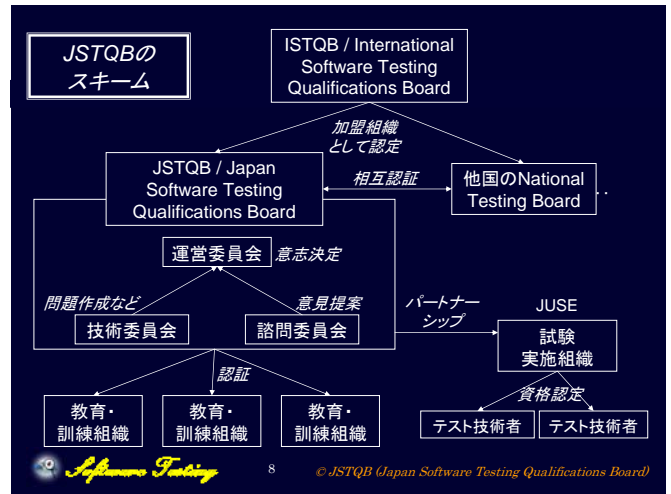 JSTQBの
スキーム
ISTQB / International
Software Testing
Qualifications Board
加盟組織
として認定
JSTQB / Japan
Software Testing
Qualifications Board
相互認証
他国のNational
Testing Board
..
運営委員会
意志決定
問題作成など
意見提案
技術委員会
諮問委員会
パートナー
シップ
JUSE
試験
実施組織
認証
資格認定
教育・
訓練組織
教育・
訓練組織
教育・
訓練組織
テスト技術者
テスト技術者
Software Testing
8
© JSTQB (Japan Software Testing Qualifications Board)